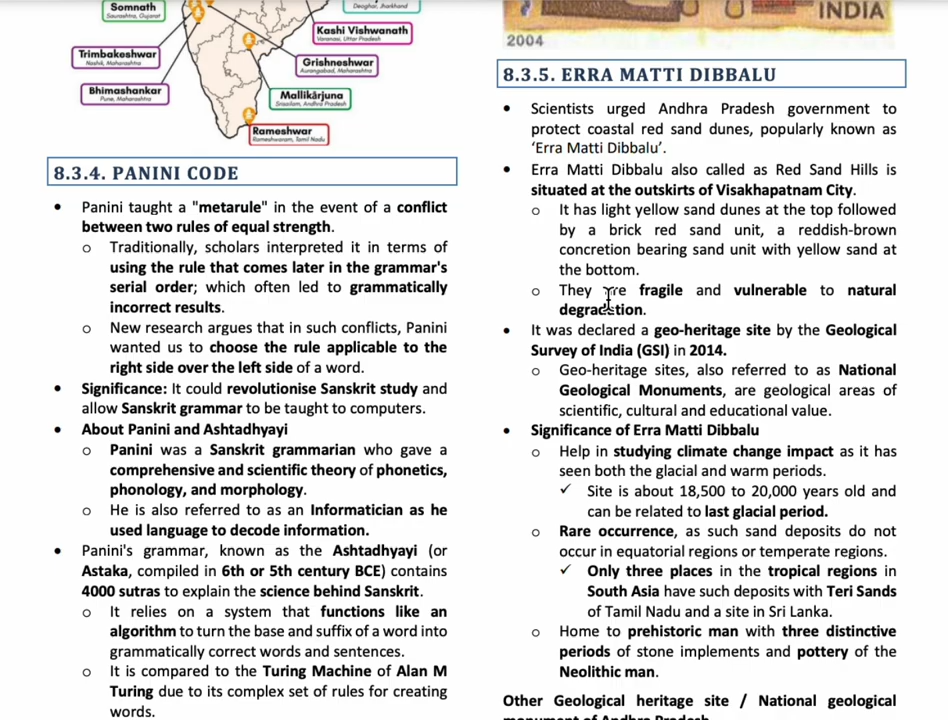 Somnath
Saurashtra, Gujarat
Deoghar, Jharkhand
Kashi Vishwanath
Varanasi, Uttar Pradesh
Trimbakeshwar
Nashik, Maharashtra
Grishneshwar
Aurangabad, Maharashtra
Bhimashankar
Pune, Maharashtra
Mallikârjuna
Srisailam, Andhra Pradesh
Rameshwar
Rameshwaram, Tamil Nadu
8.3.4. PANINI CODE
• Panini taught a "metarule" in the event of a conflict
between two rules of equal strength.
o Traditionally, scholars interpreted it in terms of
using the rule that comes later in the grammar's
serial order; which often led to grammatically
incorrect results.
o New research argues that in such conflicts, Panini
wanted us to choose the rule applicable to the
right side over the left side of a word.
• Significance: It could revolutionise Sanskrit study and
allow Sanskrit grammar to be taught to computers.
• About Panini and Ashtadhyayi
o Panini was a Sanskrit grammarian who gave a
comprehensive and scientific theory of phonetics,
phonology, and morphology.
o He is also referred to as an Informatician as he
used language to decode information.
• Panini's grammar, known as the Ashtadhyayi (or
Astaka, compiled in 6th or 5th century BCE) contains
4000 sutras to explain the science behind Sanskrit.
o It relies on a system that functions like an
algorithm to turn the base and suffix of a word into
grammatically correct words and sentences.
o It is compared to the Turing Machine of Alan M
Turing due to its complex set of rules for creating
words.
INDIA
2004
8.3.5. ERRA MATTI DIBBALU
• Scientists urged Andhra Pradesh government to
protect coastal red sand dunes, popularly known as
‘Erra Matti Dibbalu’.
• Erra Matti Dibbalu also called as Red Sand Hills is
situated at the outskirts of Visakhapatnam City.
o It has light yellow sand dunes at the top followed
by a brick red sand unit, a reddish-brown
concretion bearing sand unit with yellow sand at
the bottom.
o They are fragile and vulnerable to natural
degradation.
• It was declared a geo-heritage site by the Geological
Survey of India (GSI) in 2014.
o Geo-heritage sites, also referred to as National
Geological Monuments, are geological areas of
scientific, cultural and educational value.
• Significance of Erra Matti Dibbalu
o Help in studying climate change impact as it has
seen both the glacial and warm periods.
✓ Site is about 18,500 to 20,000 years old and
can be related to last glacial period.
o Rare occurrence, as such sand deposits do not
occur in equatorial regions or temperate regions.
✓ Only three places in the tropical regions in
South Asia have such deposits with Teri Sands
of Tamil Nadu and a site in Sri Lanka.
o Home to prehistoric man with three distinctive
periods of stone implements and pottery of the
Neolithic man.
Other Geological heritage site / National geological
monument of Andhra Pradesh